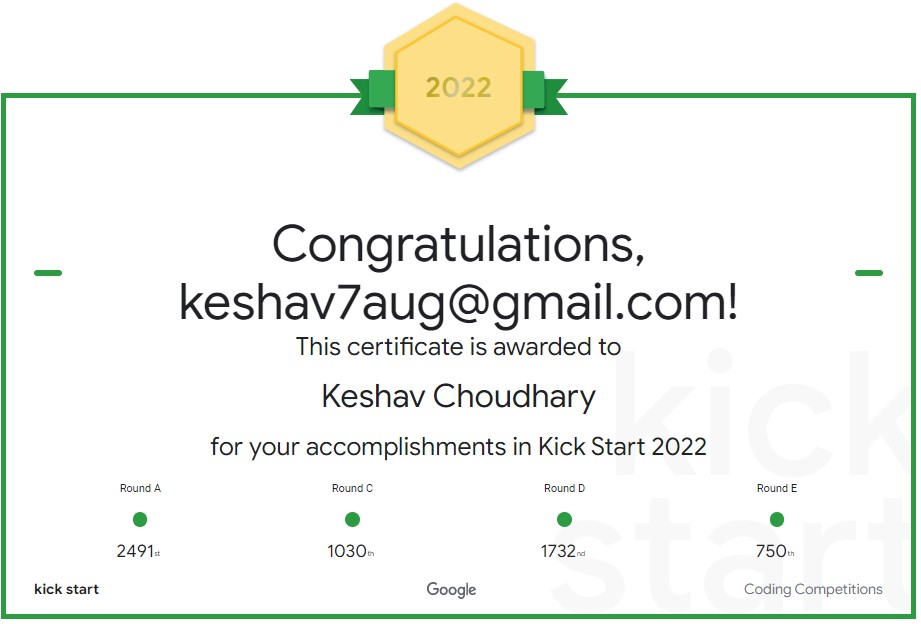 2022
Congratulations,
keshav7aug@gmail.com!
This certificate is awarded to
Keshav Choudhary
for your accomplishments in Kick Start 2022
Round A Round C Round D Round E
2491st 1030th 1732nd 750th
kick start Google Coding Competitions
kick
start